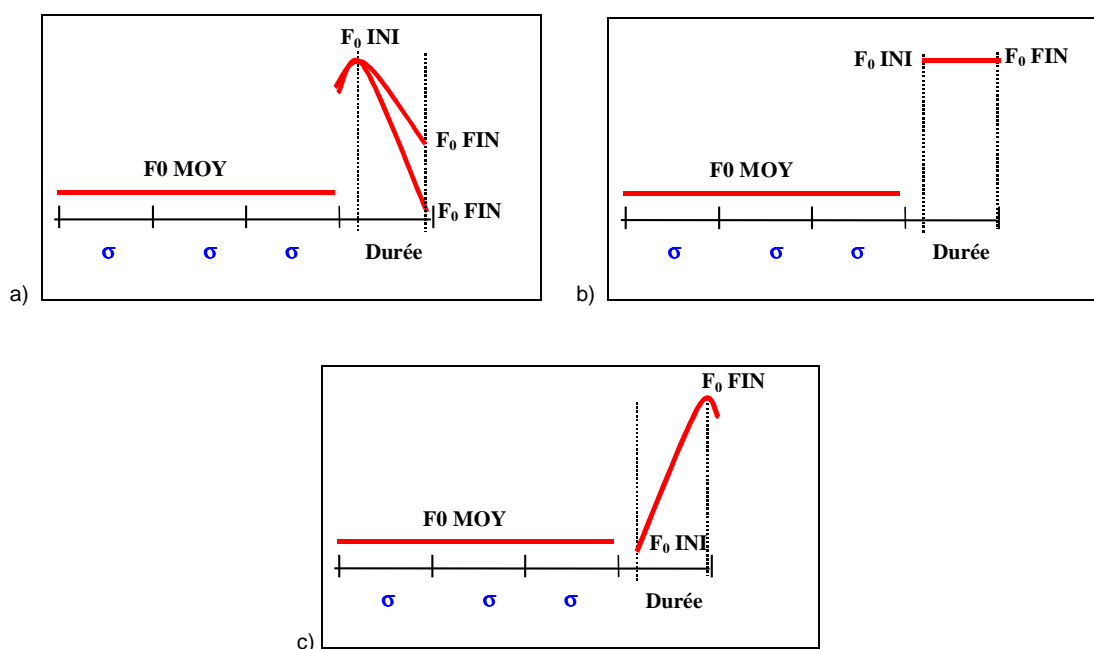 F₀ INI
F₀ FIN
F0 MOY
F₀ FIN
σ σ σ Durée
a)
F₀ INI F₀ FIN
F0 MOY
σ σ σ Durée
b)
F₀ FIN
F0 MOY
F₀ INI
σ σ σ Durée
c)